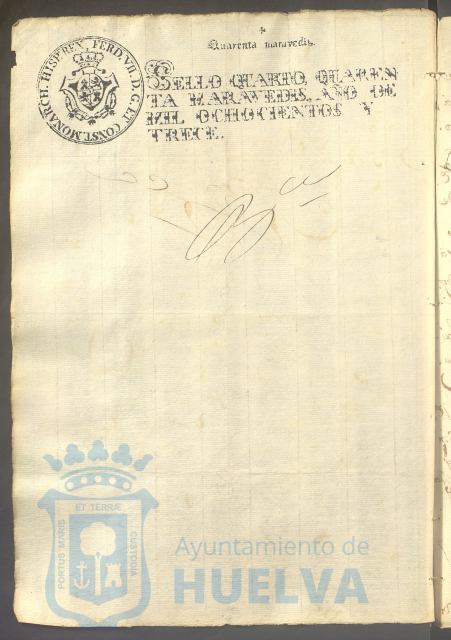 Quarenta maravedis.
HISP. REX, FERD. VII D. G. ET CONST. MONARCH.
SELLO QUARTO, QUAREN
TA MARAVEDIS, AÑO DE
MIL OCHOCIENTOS Y
TRECE.
ET TERRÆ
PORTUS MARIS
CUSTODIA
Ayuntamiento de
HUELVA